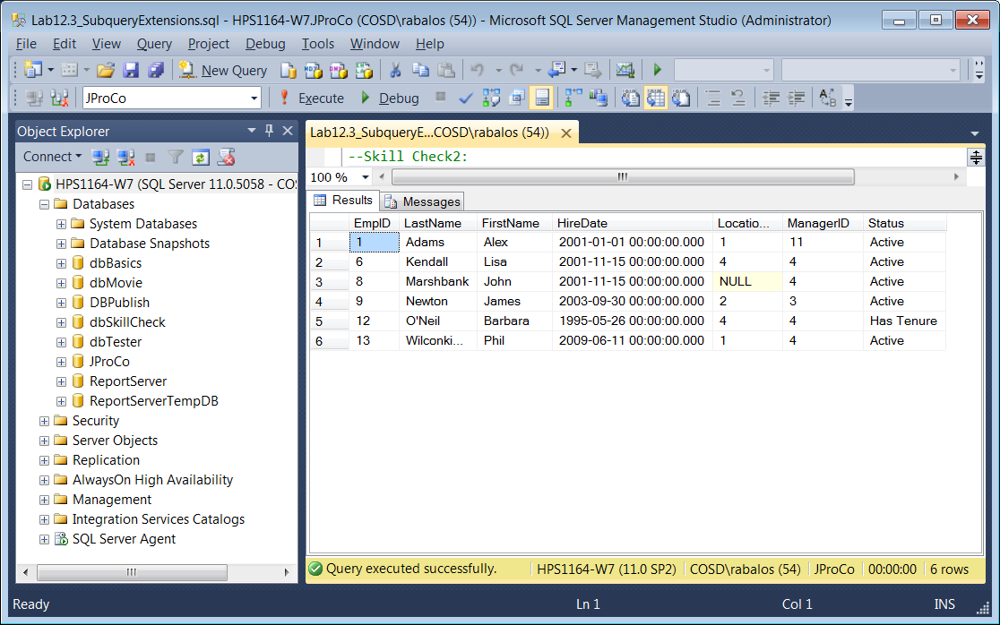 Lab12.3_SubqueryExtensions.sql - HPS1164-W7.JProCo (COSD\rabalos (54)) - Microsoft SQL Server Management Studio (Administrator)
File Edit View Query Project Debug Tools Window Help
New Query
JProCo Execute Debug
Object Explorer
Connect
HPS1164-W7 (SQL Server 11.0.5058 - COS
Databases
System Databases
Database Snapshots
dbBasics
dbMovie
DBPublish
dbSkillCheck
dbTester
JProCo
ReportServer
ReportServerTempDB
Security
Server Objects
Replication
AlwaysOn High Availability
Management
Integration Services Catalogs
SQL Server Agent
Lab12.3_SubqueryE...COSD\rabalos (54))
--Skill Check2:
100 %
Results Messages
EmpID LastName FirstName HireDate Locatio... ManagerID Status
1 1 Adams Alex 2001-01-01 00:00:00.000 1 11 Active
2 6 Kendall Lisa 2001-11-15 00:00:00.000 4 4 Active
3 8 Marshbank John 2001-11-15 00:00:00.000 NULL 4 Active
4 9 Newton James 2003-09-30 00:00:00.000 2 3 Active
5 12 O'Neil Barbara 1995-05-26 00:00:00.000 4 4 Has Tenure
6 13 Wilconki... Phil 2009-06-11 00:00:00.000 1 4 Active
Query executed successfully. HPS1164-W7 (11.0 SP2) COSD\rabalos (54) JProCo 00:00:00 6 rows
Ready Ln 1 Col 1 INS